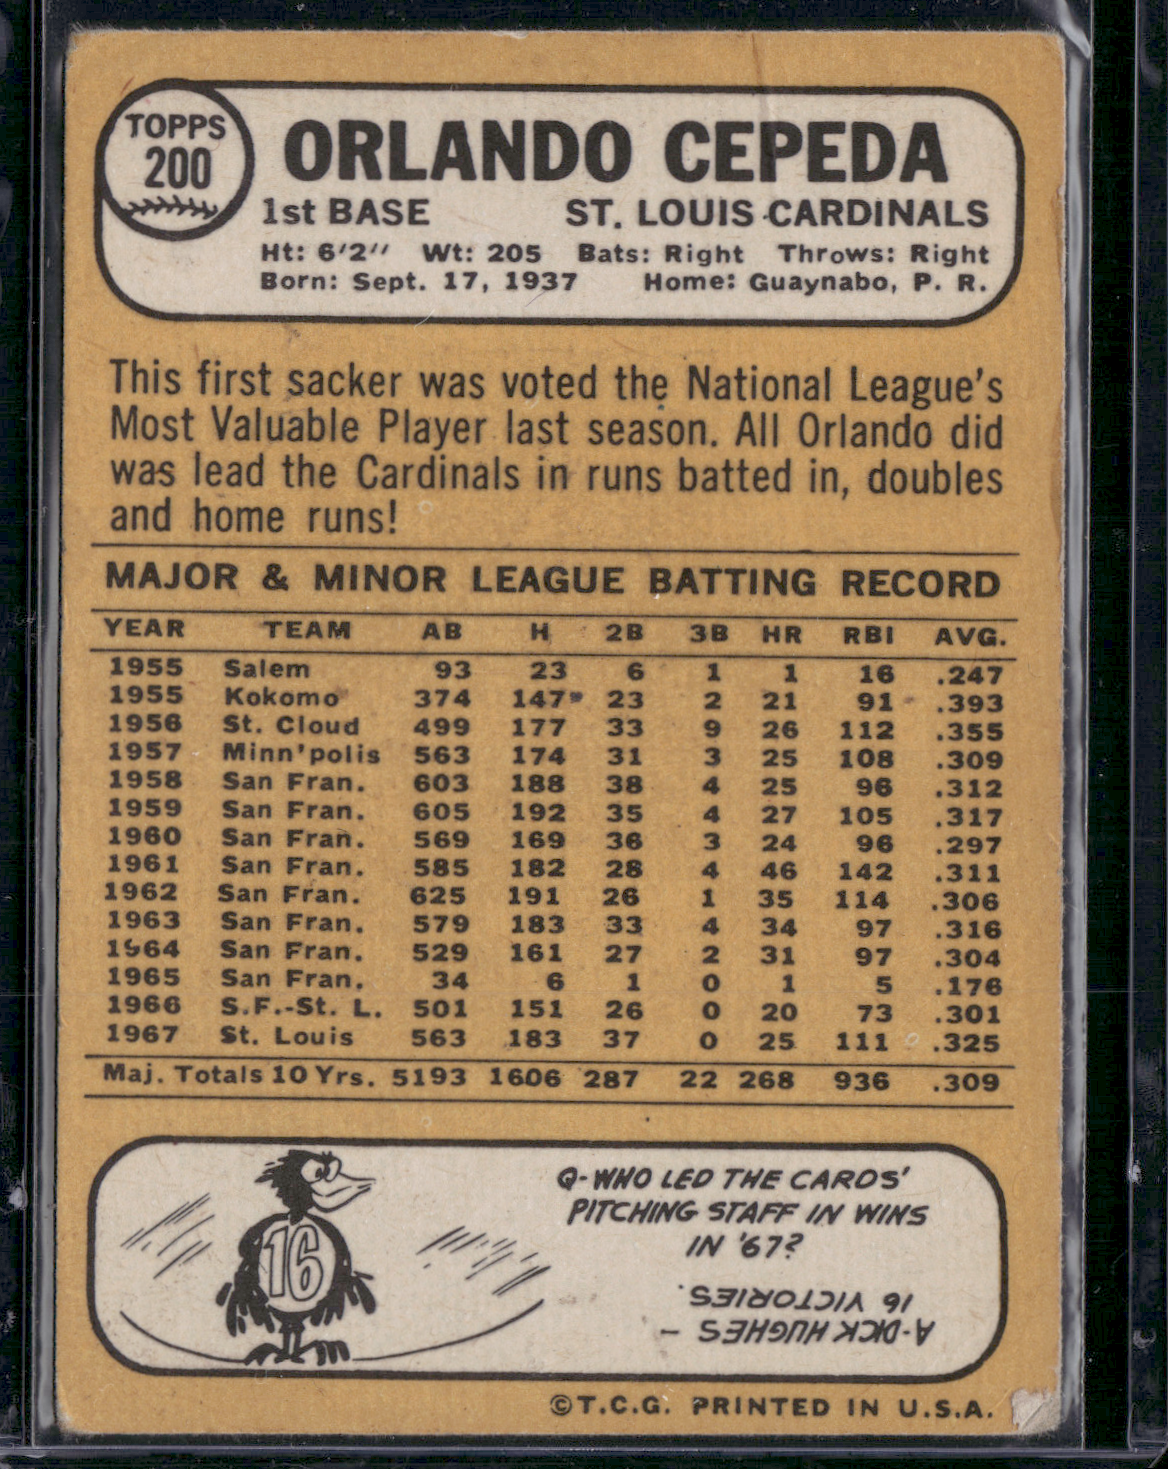 TOPPS
200
ORLANDO CEPEDA
1st BASE ST. LOUIS CARDINALS
Ht: 6'2" Wt: 205 Bats: Right Throws: Right
Born: Sept. 17, 1937 Home: Guaynabo, P. R.
This first sacker was voted the National League's
Most Valuable Player last season. All Orlando did
was lead the Cardinals in runs batted in, doubles
and home runs!
MAJOR & MINOR LEAGUE BATTING RECORD
YEAR TEAM AB H 2B 3B HR RBI AVG.
1955 Salem 93 23 6 1 1 16 .247
1955 Kokomo 374 147 23 2 21 91 .393
1956 St. Cloud 499 177 33 9 26 112 .355
1957 Minn'polis 563 174 31 3 25 108 .309
1958 San Fran. 603 188 38 4 25 96 .312
1959 San Fran. 605 192 35 4 27 105 .317
1960 San Fran. 569 169 36 3 24 96 .297
1961 San Fran. 585 182 28 4 46 142 .311
1962 San Fran. 625 191 26 1 35 114 .306
1963 San Fran. 579 183 33 4 34 97 .316
1964 San Fran. 529 161 27 2 31 97 .304
1965 San Fran. 34 6 1 0 1 5 .176
1966 S.F.-St. L. 501 151 26 0 20 73 .301
1967 St. Louis 563 183 37 0 25 111 .325
Maj. Totals 10 Yrs. 5193 1606 287 22 268 936 .309
16
Q-WHO LED THE CARDS'
PITCHING STAFF IN WINS
IN '67?
A-DICK HUGHES –
16 VICTORIES.
©T.C.G. PRINTED IN U.S.A.